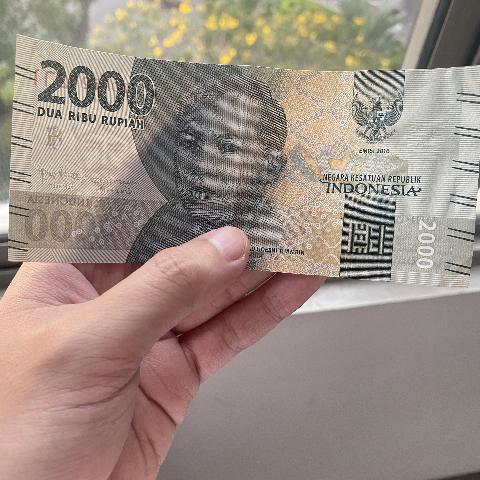 2000
DUA RIBU RUPIAH
EMISI 2016
NEGARA KESATUAN REPUBLIK
INDONESIA
2000